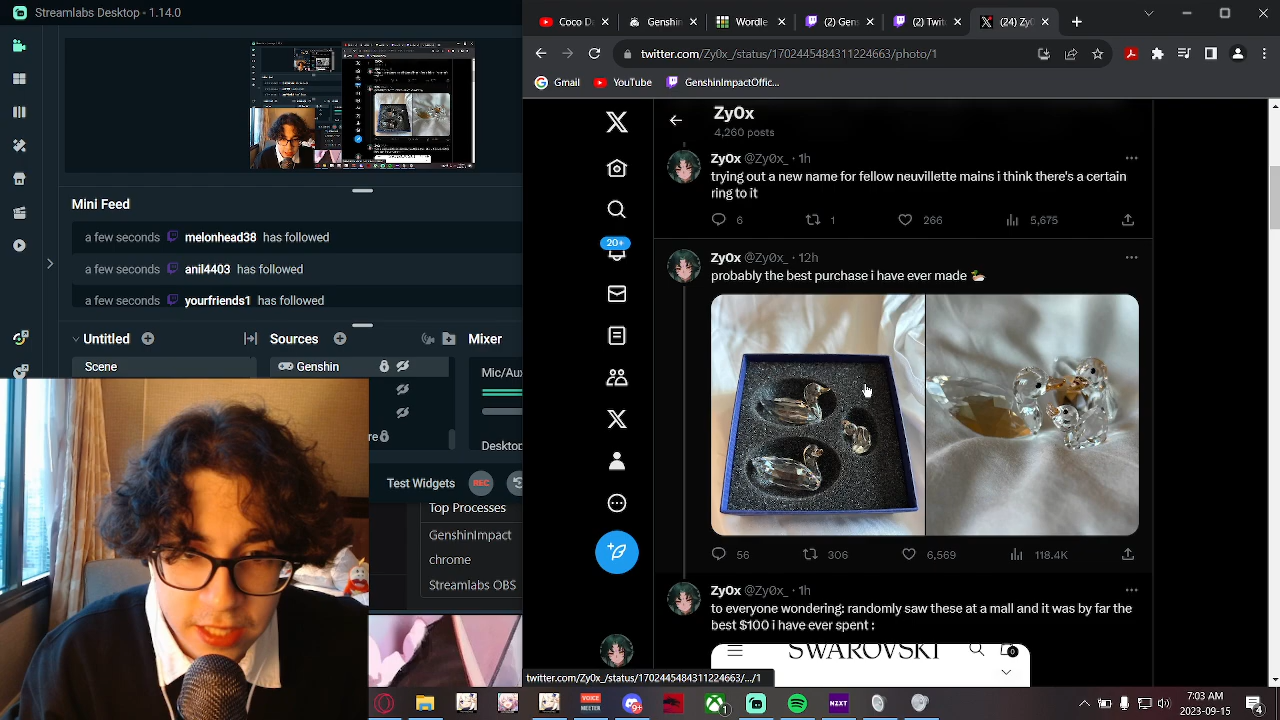 Streamlabs Desktop - 1.14.0
Mini Feed
a few seconds melonhead38 has followed
a few seconds anil4403 has followed
a few seconds yourfriends1 has followed
Untitled
Sources
Mixer
Scene
Genshin
Mic/Aux
Desktop
Test Widgets
REC
Top Processes
GenshinImpact
chrome
Streamlabs OBS
Genshin
Wordle
(2) Gen
(2) Twit
twitter.com/Zy0x_/status/1702445484311224663/photo/1
Gmail
YouTube
GenshinImpactOffic...
Zy0x
4,260 posts
Zy0x @Zy0x_ · 1h
trying out a new name for fellow neuvillette mains i think there's a certain
ring to it
6 1 266 5,675
20+
Zy0x @Zy0x_ · 12h
probably the best purchase i have ever made
56 306 6,569 118.4K
Zy0x @Zy0x_ · 1h
to everyone wondering: randomly saw these at a mall and it was by far the
best $100 i have ever spent :
SWAROVSKI
0
twitter.com/Zy0x_/status/1702445484311224663/.../1
VOICE
MEETER
NZXT
7:03 AM
2023-09-15